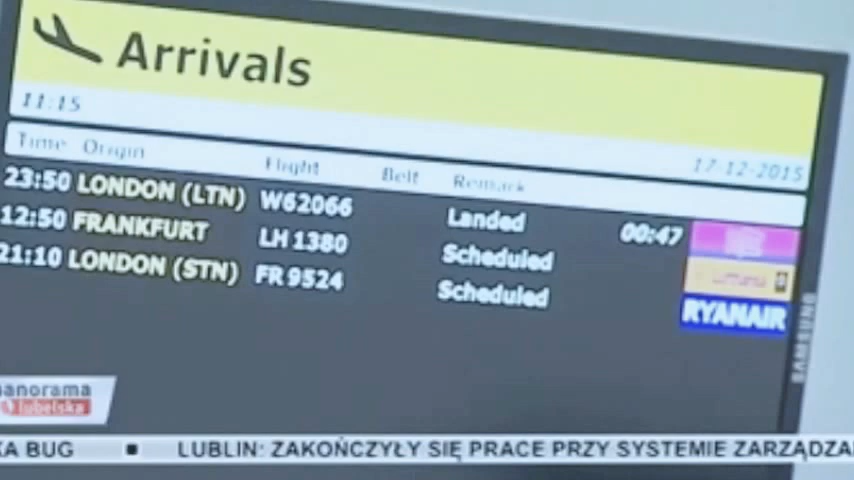 Arrivals
11:15
17-12-2015
Time Origin Flight Belt Remark
23:50 LONDON (LTN) W62066 Landed 00:47
12:50 FRANKFURT LH 1380 Scheduled Lufthansa
21:10 LONDON (STN) FR 9524 Scheduled RYANAIR
SAMSUNG
panorama
lubelska
KA BUG ■ LUBLIN: ZAKOŃCZYŁY SIĘ PRACE PRZY SYSTEMIE ZARZĄDZA